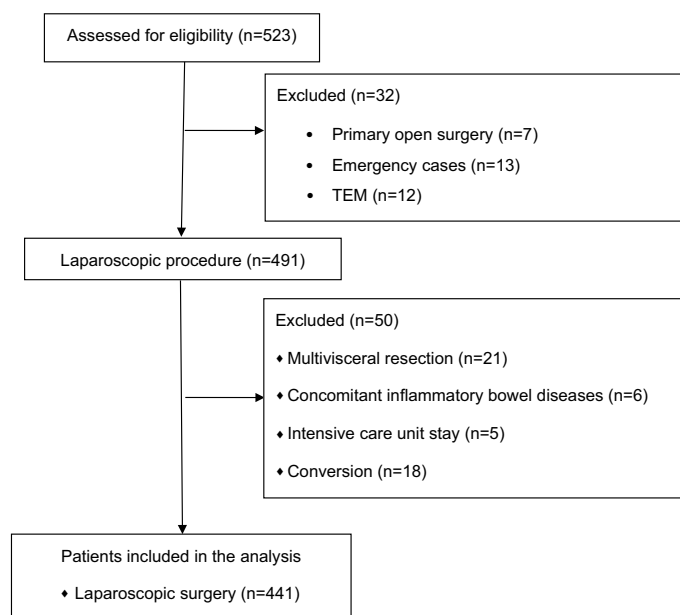 Assessed for eligibility (n=523)
Excluded (n=32)
• Primary open surgery (n=7)
• Emergency cases (n=13)
• TEM (n=12)
Laparoscopic procedure (n=491)
Excluded (n=50)
♦ Multivisceral resection (n=21)
♦ Concomitant inflammatory bowel diseases (n=6)
♦ Intensive care unit stay (n=5)
♦ Conversion (n=18)
Patients included in the analysis
♦ Laparoscopic surgery (n=441)